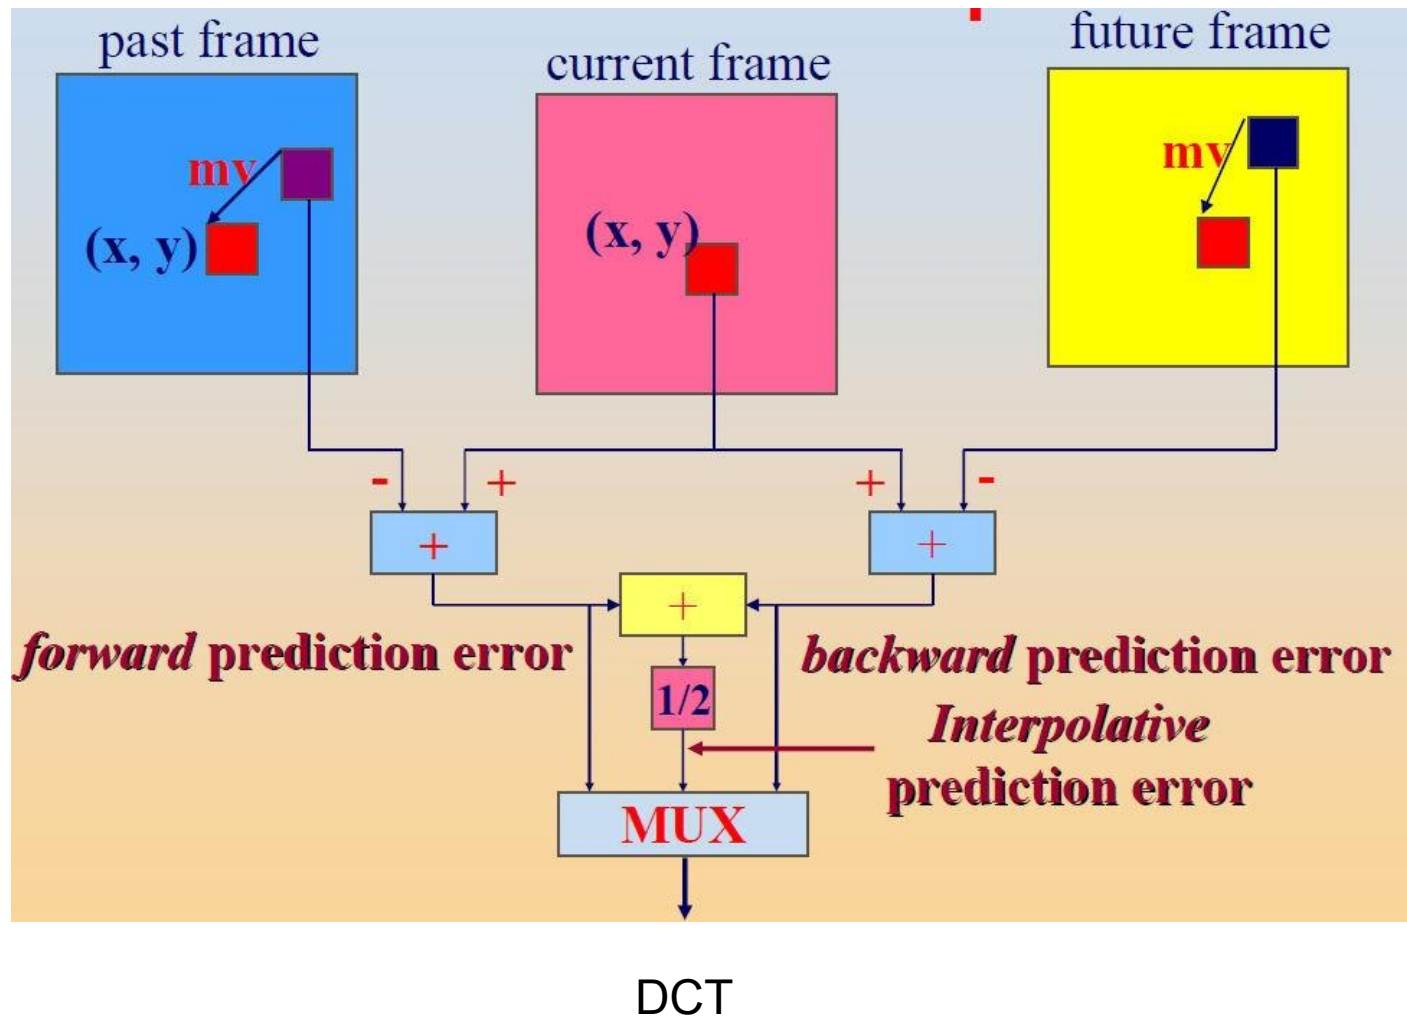 past frame
current frame
future frame
mv
(x, y)
(x, y)
mv
-
+
+
-
+
+
+
forward prediction error
backward prediction error
1/2
Interpolative
prediction error
MUX
DCT